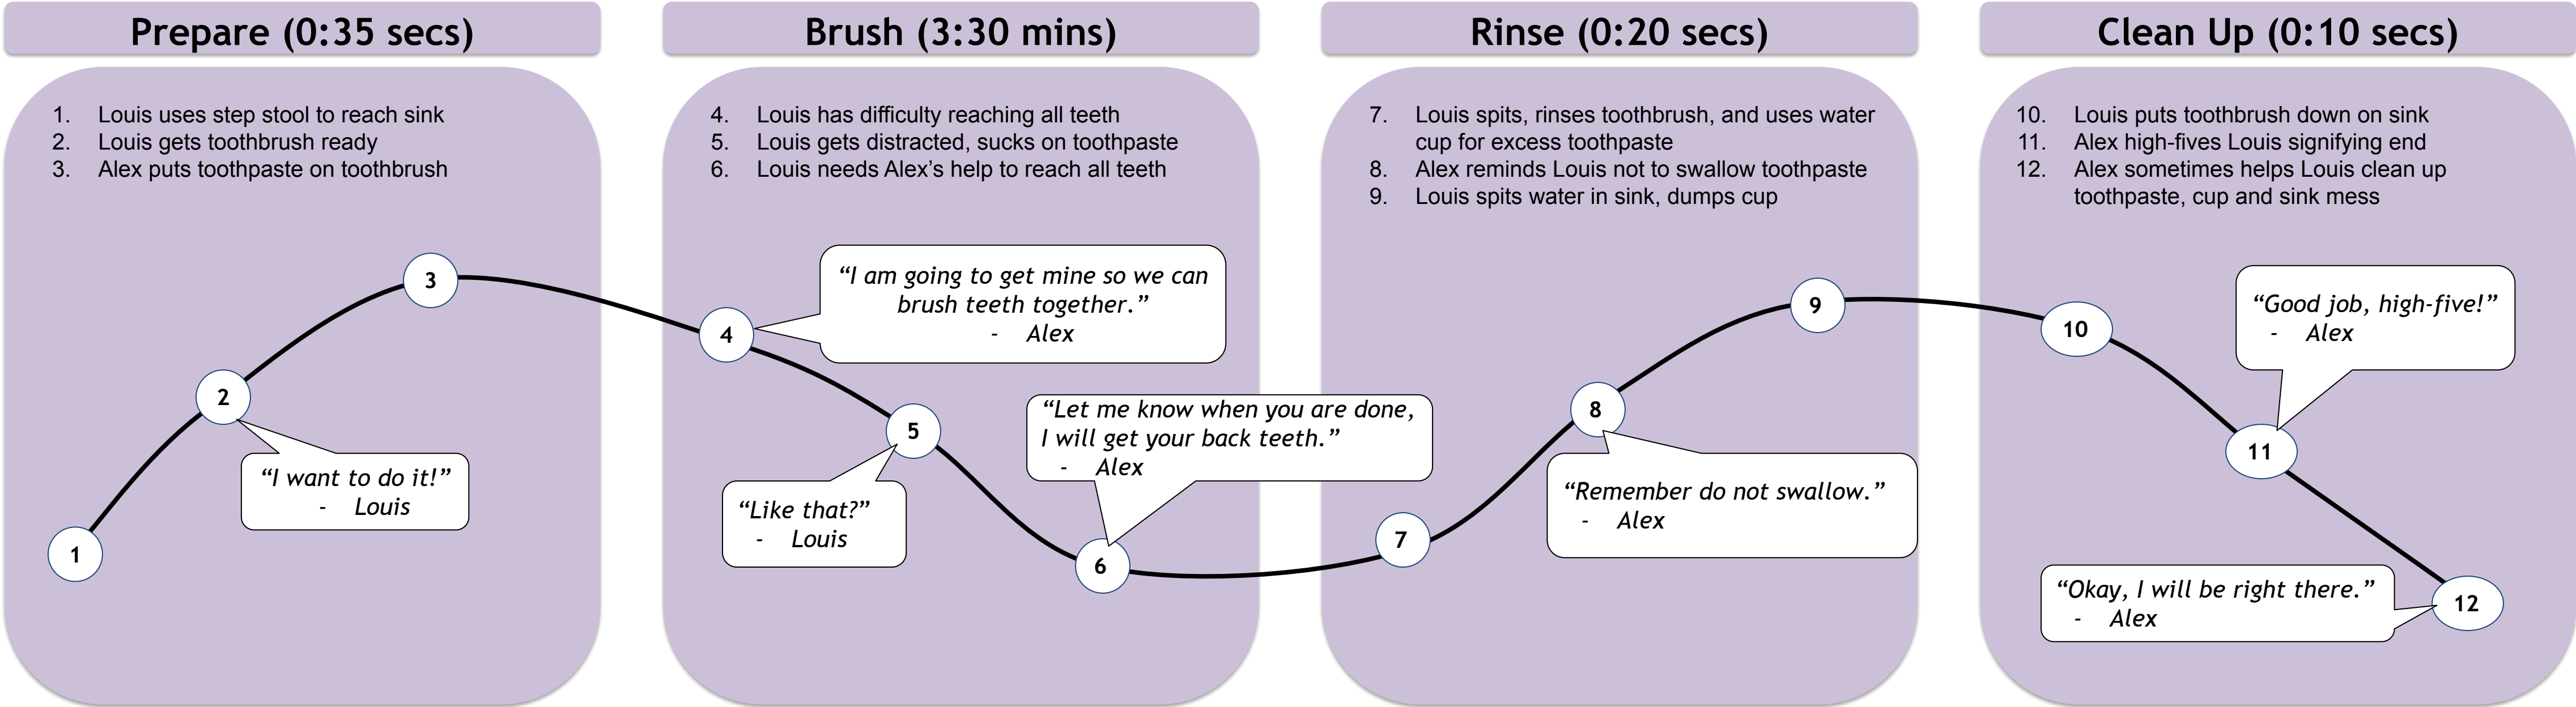 Prepare (0:35 secs)
1. Louis uses step stool to reach sink
2. Louis gets toothbrush ready
3. Alex puts toothpaste on toothbrush
1
2
3
“I want to do it!”
- Louis
Brush (3:30 mins)
4. Louis has difficulty reaching all teeth
5. Louis gets distracted, sucks on toothpaste
6. Louis needs Alex’s help to reach all teeth
4
“I am going to get mine so we can
brush teeth together.”
- Alex
5
“Like that?”
- Louis
“Let me know when you are done,
I will get your back teeth.”
- Alex
6
Rinse (0:20 secs)
7. Louis spits, rinses toothbrush, and uses water
cup for excess toothpaste
8. Alex reminds Louis not to swallow toothpaste
9. Louis spits water in sink, dumps cup
7
8
9
“Remember do not swallow.”
- Alex
Clean Up (0:10 secs)
10. Louis puts toothbrush down on sink
11. Alex high-fives Louis signifying end
12. Alex sometimes helps Louis clean up
toothpaste, cup and sink mess
10
“Good job, high-five!”
- Alex
11
“Okay, I will be right there.”
- Alex
12